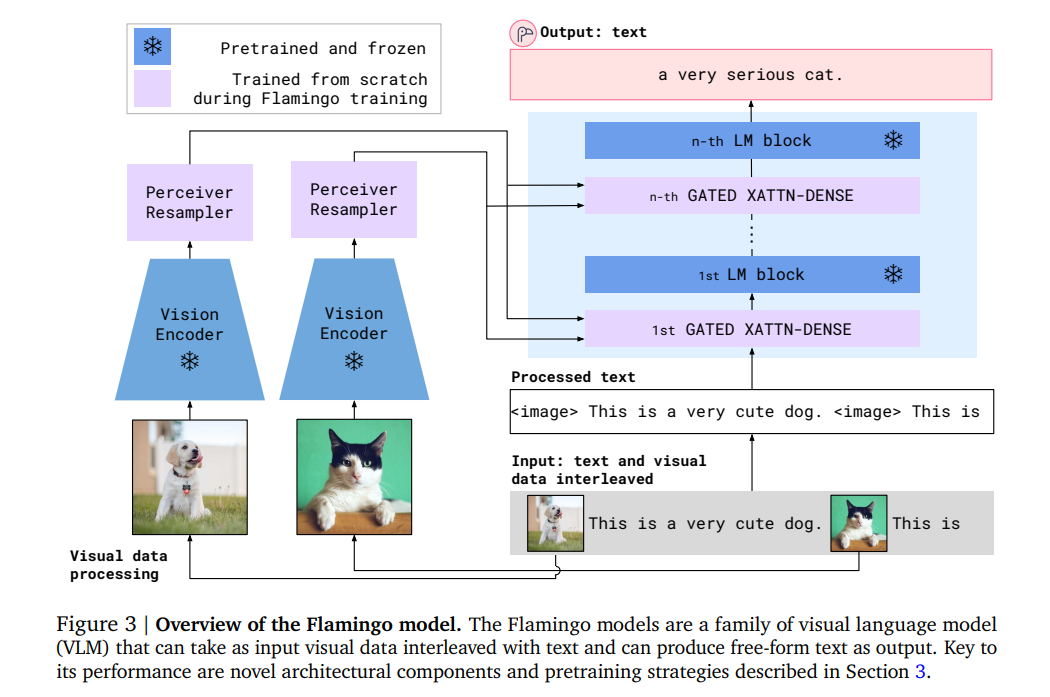 Pretrained and frozen
Trained from scratch
during Flamingo training
Output: text
a very serious cat.
n-th LM block
n-th GATED XATTN-DENSE
1st LM block
1st GATED XATTN-DENSE
Perceiver
Resampler
Perceiver
Resampler
Vision
Encoder
Vision
Encoder
Processed text
<image> This is a very cute dog. <image> This is
Input: text and visual
data interleaved
This is a very cute dog.
This is
Visual data
processing
Figure 3 | Overview of the Flamingo model. The Flamingo models are a family of visual language model
(VLM) that can take as input visual data interleaved with text and can produce free-form text as output. Key to
its performance are novel architectural components and pretraining strategies described in Section 3.